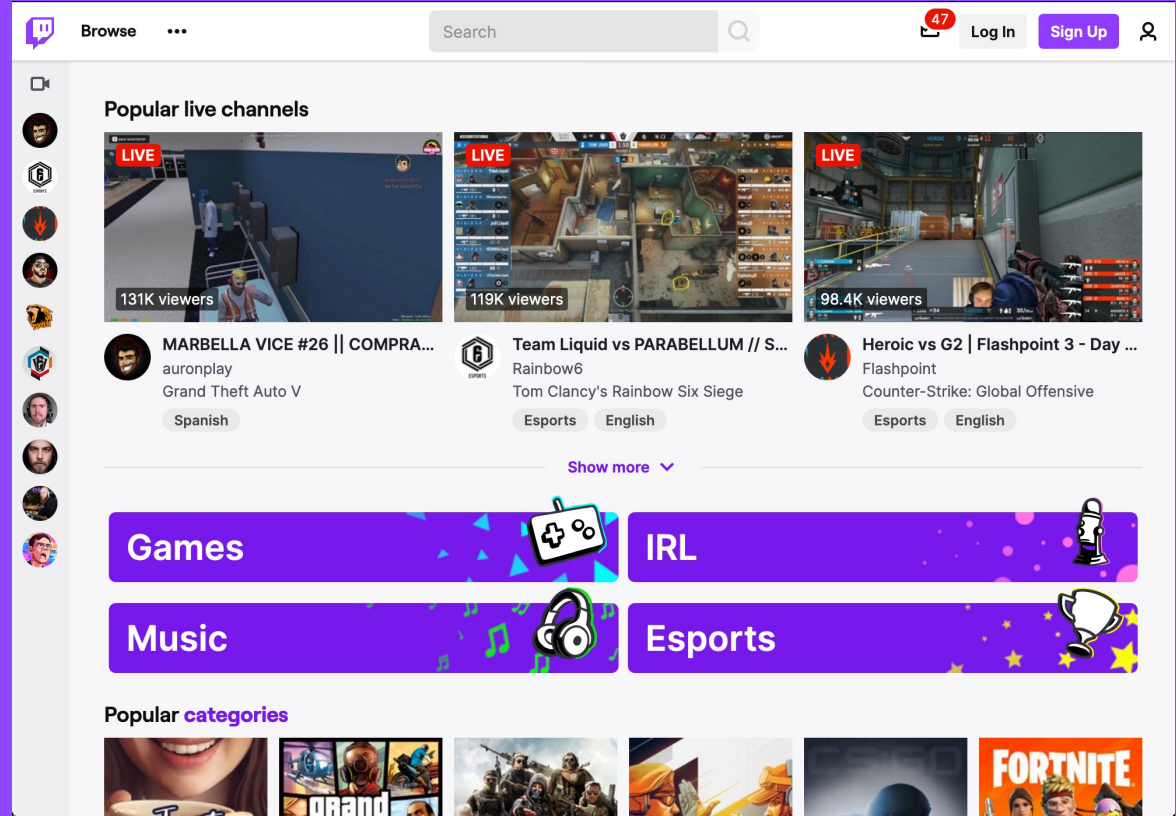 Browse
Search
47
Log In
Sign Up
Popular live channels
LIVE
131K viewers
MARBELLA VICE #26 || COMPRA...
auronplay
Grand Theft Auto V
Spanish
LIVE
119K viewers
Team Liquid vs PARABELLUM // S...
Rainbow6
Tom Clancy's Rainbow Six Siege
Esports
English
LIVE
98.4K viewers
Heroic vs G2 | Flashpoint 3 - Day ...
Flashpoint
Counter-Strike: Global Offensive
Esports
English
Show more
Games
IRL
Music
Esports
Popular categories
FORTNITE